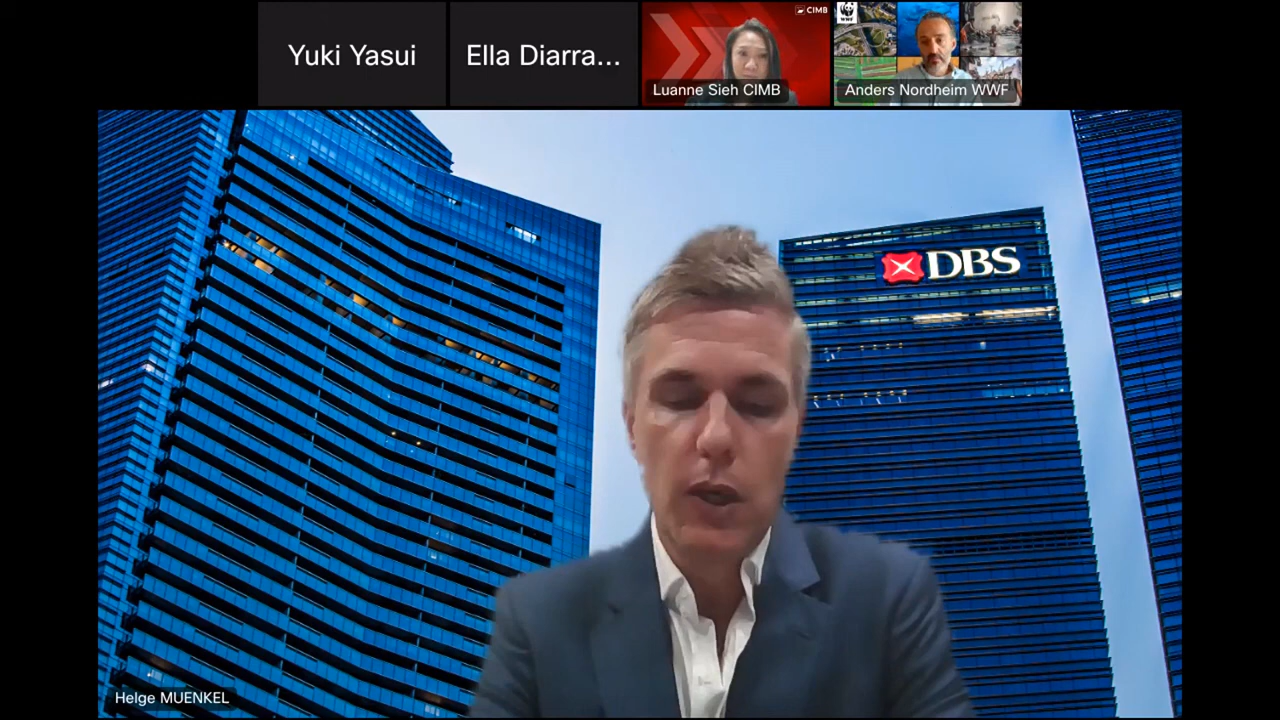 Yuki Yasui
Ella Diarra...
CIMB
Luanne Sieh CIMB
WWF
Anders Nordheim WWF
DBS
Helge MUENKEL